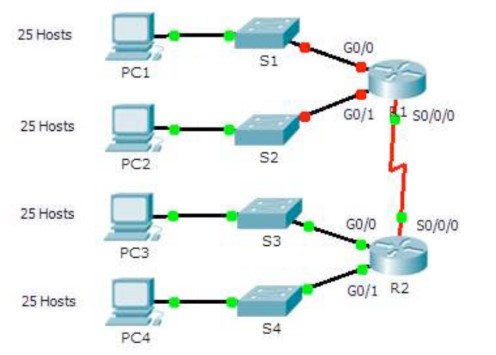 25 Hosts
PC1
S1
G0/0
R1
S0/0/0
25 Hosts
PC2
S2
G0/1
25 Hosts
PC3
S3
G0/0
S0/0/0
R2
25 Hosts
PC4
S4
G0/1